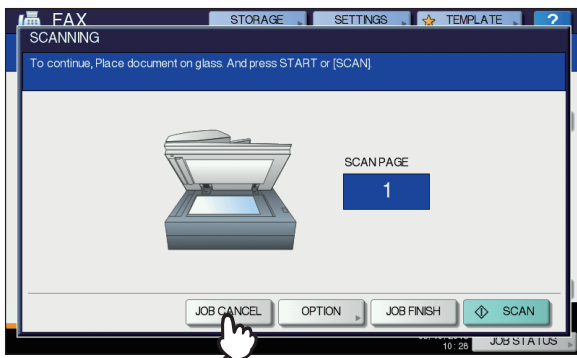 FAX STORAGE SETTINGS TEMPLATE ?
SCANNING
To continue, Place document on glass. And press START or [SCAN]
SCAN PAGE
1
JOB CANCEL OPTION JOB FINISH SCAN
10:28 JOB STATUS